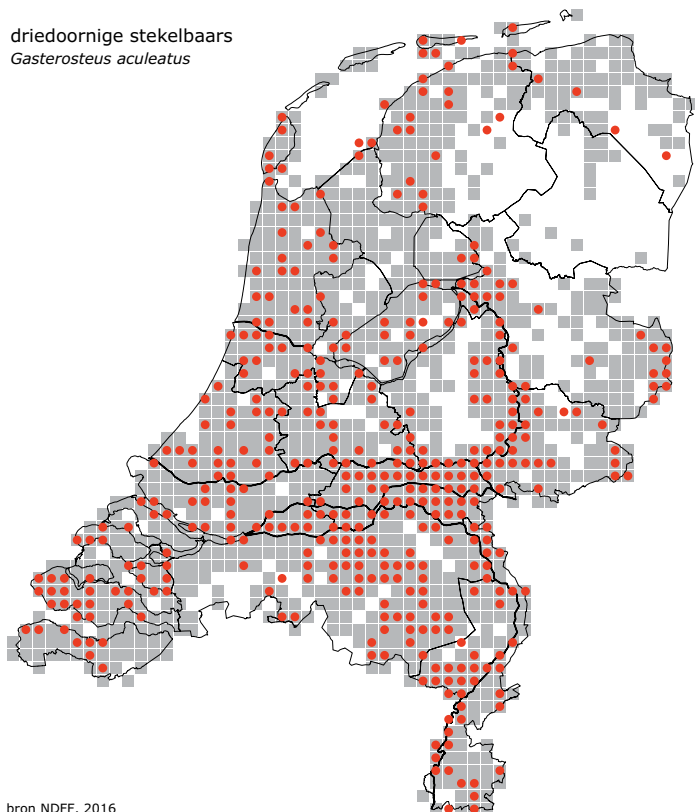 driedoornige stekelbaars
Gasterosteus aculeatus
bron NDFF, 2016